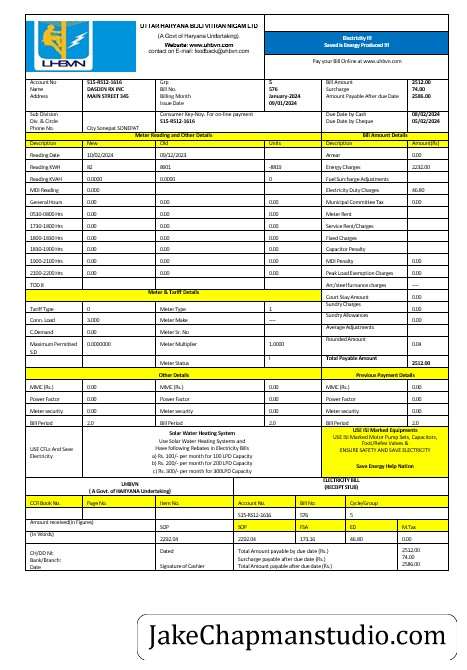 UHBVN
UTTAR HARYANA BIJLI VITRAN NIGAM LTD
(A Govt of Haryana Undertaking)
Website: www.uhbvn.com
contact on E-mail: feedback@uhbvn.com
Electricity !!!
Saved is Energy Produced !!!
Pay your Bill Online at www.uhbvn.com
Account No 515-RS12-1616 Grp. 5 Bill Amount 2512.00
Name DASDEN RX INC Bill No. 576 Surcharge 74.00
Address MAIN STREET 345 Billing Month January-2024 Amount Payable After due Date 2586.00
Issue Date 09/01/2024
Sub Division Consumer Key-Noy. For on-line payment Due Date by Cash 08/02/2024
Div. & Circle 515-RS12-1616 Due Date by Cheque 05/02/2024
Phone No. City Sonepat SONEPAT
Meter Reading and Other Details Bill Amount Details
Description New Old Units Description Amount(Rs)
Reading Date 10/02/2024 09/12/2023 Arrear 0.00
Reading KWH 82 8901 -8903 Energy Charges 2232.00
Reading KVAH 0.0000 0.0000 0 Fuel Surcharge Adjustments
MDI Reading 0.000 Electricity Duty Charges 46.80
General Hours 0.00 0.00 0.00 Municipal Committee Tax 0.00
0530-0800 Hrs 0.00 0.00 0.00 Meter Rent
1730-1800 Hrs 0.00 0.00 0.00 Service Rent/Charges
1800-1830 Hrs 0.00 0.00 0.00 Fixed Charges
1830-1900 Hrs 0.00 0.00 0.00 Capacitor Penalty
1900-2100 Hrs 0.00 0.00 0.00 MDI Penalty 0.00
2100-2200 Hrs 0.00 0.00 0.00 Peak Load Exemption Charges 0.00
TOD 8 Arc/steel furnance charges ----
Meter & Tariff Details Court Stay Amount 0.00
Tariff Type 0 Meter Type 1 Sundry Charges 0.00
Conn. Load 3.000 Meter Make ---- Sundry Allowances 0.00
C.Demand 0.00 Meter Sr. No Average Adjustments
Maximum Permitted S.D 0.0000000 Meter Multiplier 1.0000 Rounded Amount 0.04
Meter Status Total Payable Amount 2512.00
Other Details Previous Payment Details
MMC (Rs.) 0.00 MMC (Rs.) 0.00 MMC (Rs.) 0.00
Power Factor 0.00 Power Factor 0.00 Power Factor 0.00
Meter security 0.00 Meter security 0.00 Meter security 0.00
Bill Period 2.0 Bill Period 2.0 Bill Period 2.0
USE CFLs And Save Electricity.
Solar Water Heating System
Use Solar Water Heating Systems and
Have following Rebates in Electricity Bills
a) Rs. 100/- per month for 100 LPD Capacity
b) Rs. 200/- per month for 200 LPD Capacity
c) Rs. 300/- per month for 300LPD Capacity
USE ISI Marked Equipments
USE ISI Marked Motor Pump Sets, Capacitors,
Foot/Reflex Valves &
ENSURE SAFETY AND SAVE ELECTRICITY
Save Energy Help Nation
UHBVN
( A Govt. of HARYANA Undertaking)
ELECTRICITY BILL
(RECEIPT STUB)
CCR Book No. Page No. Item No. Account No. Bill No. Cycle/Group
515-RS12-1616 576 5
Amount received(In Figures) SOP SOP FSA ED M.Tax
(In Words) 2292.04 2292.04 173.16 46.80 0.00
CH/DD Nt Dated Total Amount payable by due date (Rs.) 2512.00
Bank/Branch: Surcharge payable after due date (Rs.) 74.00
Date Signature of Cashier Total Amount payable after due date (Rs.) 2586.00
JakeChapmanstudio.com